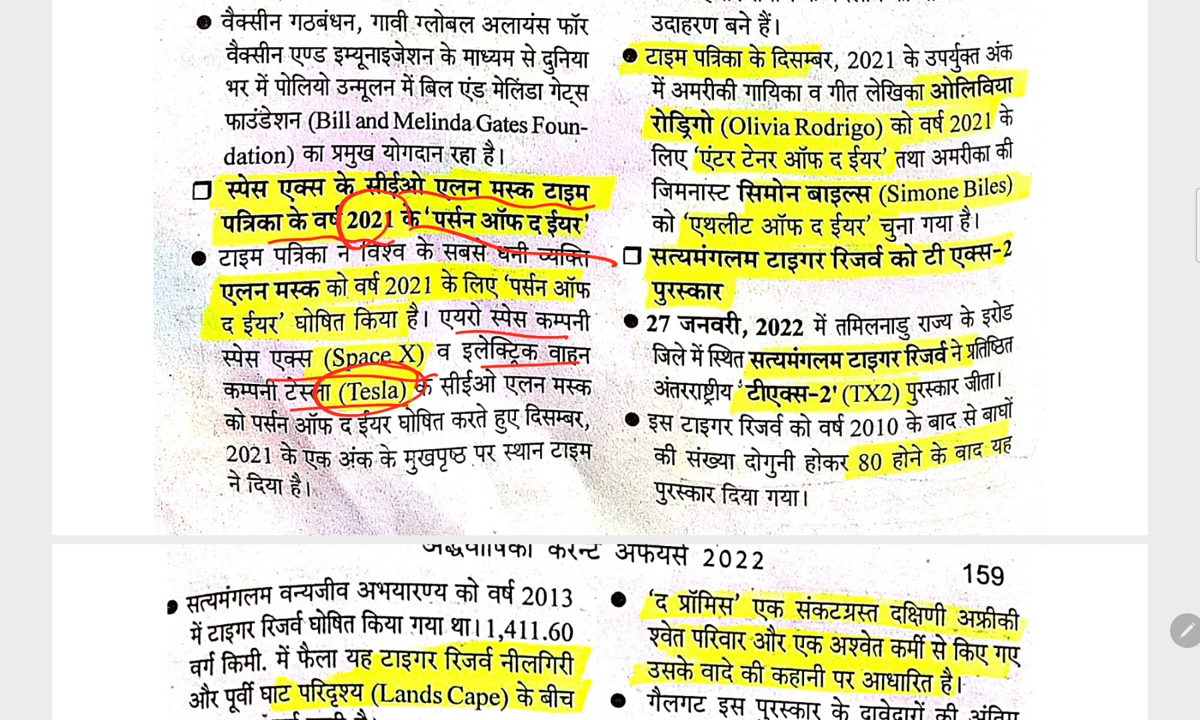 ● वैक्सीन गठबंधन, गावी ग्लोबल अलायंस फॉर
वैक्सीन एण्ड इम्यूनाइजेशन के माध्यम से दुनिया
भर में पोलियो उन्मूलन में बिल एंड मेलिंडा गेट्स
फाउंडेशन (Bill and Melinda Gates Foun-
dation) का प्रमुख योगदान रहा है।
❒ स्पेस एक्स के सीईओ एलन मस्क टाइम
पत्रिका के वर्ष 2021 के 'पर्सन ऑफ द ईयर'
● टाइम पत्रिका ने विश्व के सबसे धनी व्यक्ति
एलन मस्क को वर्ष 2021 के लिए 'पर्सन ऑफ
द ईयर' घोषित किया है। एयरो स्पेस कम्पनी
स्पेस एक्स (Space X) व इलेक्ट्रिक वाहन
कम्पनी टेस्ला (Tesla) के सीईओ एलन मस्क
को पर्सन ऑफ द ईयर घोषित करते हुए दिसम्बर,
2021 के एक अंक के मुखपृष्ठ पर स्थान टाइम
ने दिया है।
उदाहरण बने हैं।
● टाइम पत्रिका के दिसम्बर, 2021 के उपर्युक्त अंक
में अमरीकी गायिका व गीत लेखिका ओलिविया
रोड्रिगो (Olivia Rodrigo) को वर्ष 2021 के
लिए 'एंटर टेनर ऑफ द ईयर' तथा अमरीका की
जिमनास्ट सिमोन बाइल्स (Simone Biles)
को 'एथलीट ऑफ द ईयर' चुना गया है।
❒ सत्यमंगलम टाइगर रिजर्व को टी एक्स-2
पुरस्कार
● 27 जनवरी, 2022 में तमिलनाडु राज्य के इरोड
जिले में स्थित सत्यमंगलम टाइगर रिजर्व ने प्रतिष्ठित
अंतरराष्ट्रीय 'टीएक्स-2' (TX2) पुरस्कार जीता।
● इस टाइगर रिजर्व को वर्ष 2010 के बाद से बाघों
की संख्या दोगुनी होकर 80 होने के बाद यह
पुरस्कार दिया गया।
अर्द्धवार्षिकी करेन्ट अफेयर्स 2022
159
● सत्यमंगलम वन्यजीव अभयारण्य को वर्ष 2013
में टाइगर रिजर्व घोषित किया गया था। 1,411.60
वर्ग किमी. में फैला यह टाइगर रिजर्व नीलगिरी
और पूर्वी घाट परिदृश्य (Lands Cape) के बीच
● 'द प्रॉमिस' एक संकटग्रस्त दक्षिणी अफ्रीकी
श्वेत परिवार और एक अश्वेत कर्मी से किए गए
उसके वादे की कहानी पर आधारित है।
● गैलगट इस पुरस्कार के दावेदारों की अंतिम